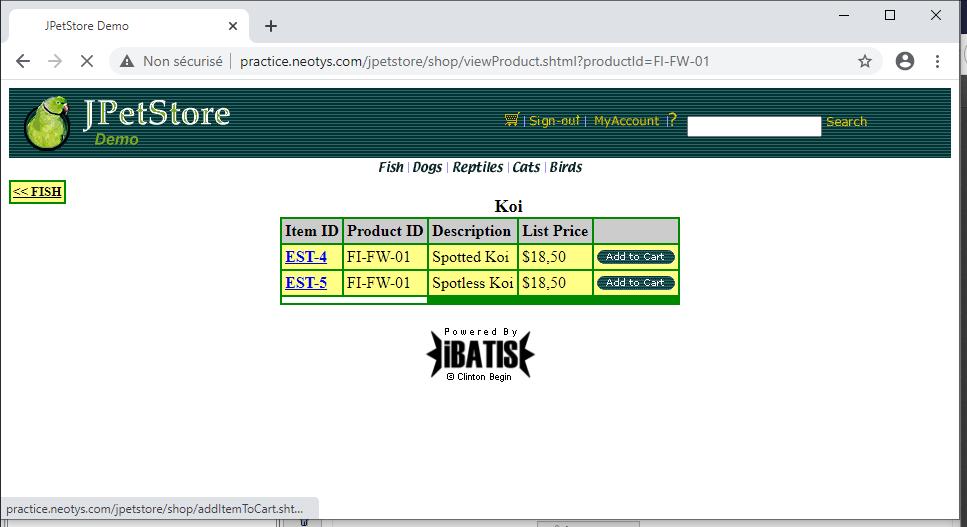 JPetStore Demo
Non sécurisé | practice.neotys.com/jpetstore/shop/viewProduct.shtml?productId=FI-FW-01
JPetStore
Demo
| Sign-out | MyAccount | ? Search
Fish | Dogs | Reptiles | Cats | Birds
<< FISH
Koi
Item ID Product ID Description List Price
EST-4 FI-FW-01 Spotted Koi $18,50 Add to Cart
EST-5 FI-FW-01 Spotless Koi $18,50 Add to Cart
Powered By
iBATIS
© Clinton Begin
practice.neotys.com/jpetstore/shop/addItemToCart.sht...